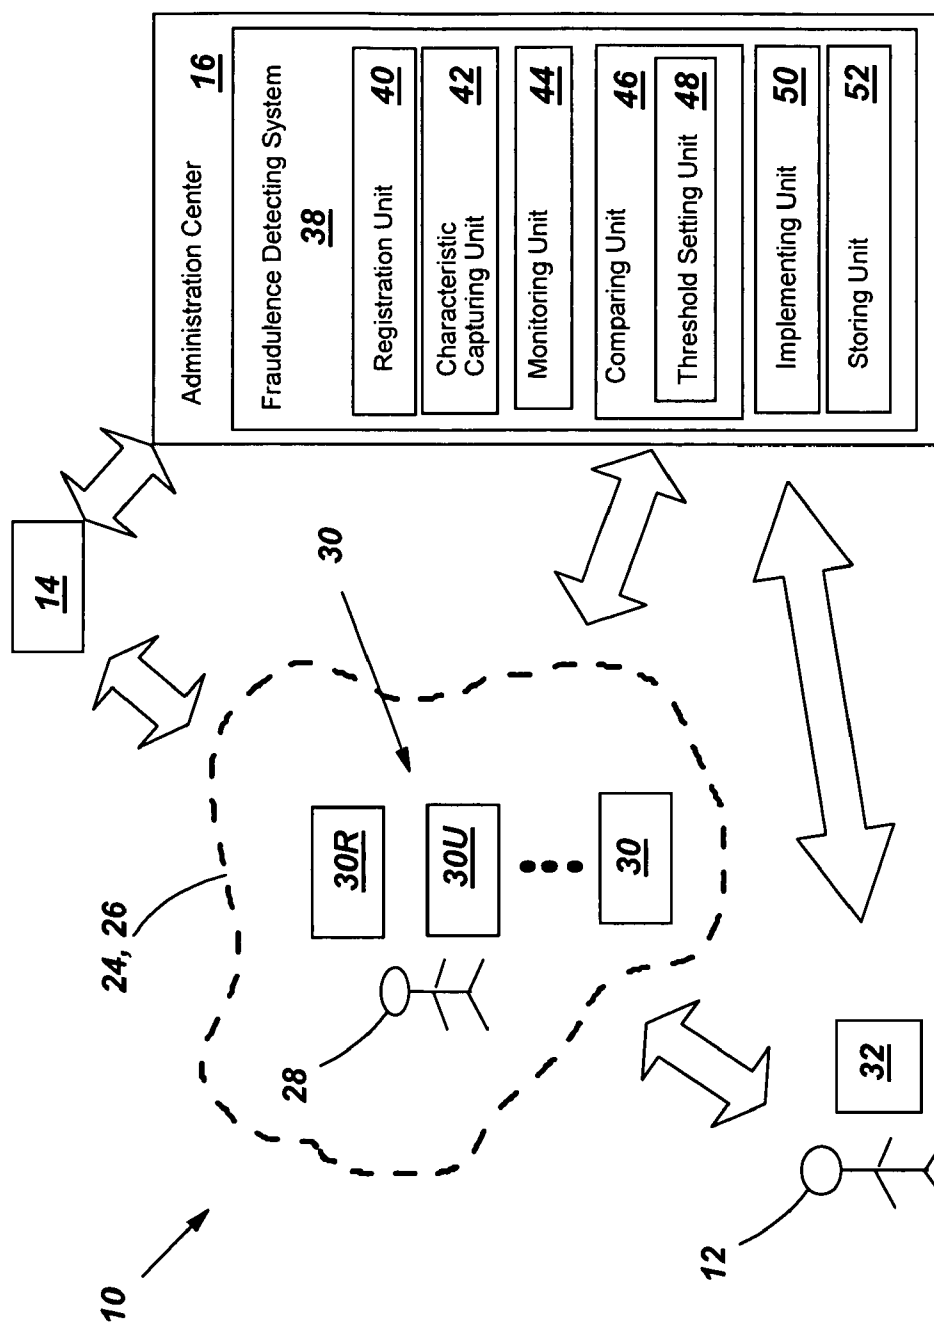 10
24, 26
14
30
30R
30U
30
28
12
32
Administration Center
16
Fraudulence Detecting System
38
Registration Unit
40
Characteristic
Capturing Unit
42
Monitoring Unit
44
Comparing Unit
46
Threshold Setting Unit
48
Implementing Unit
50
Storing Unit
52